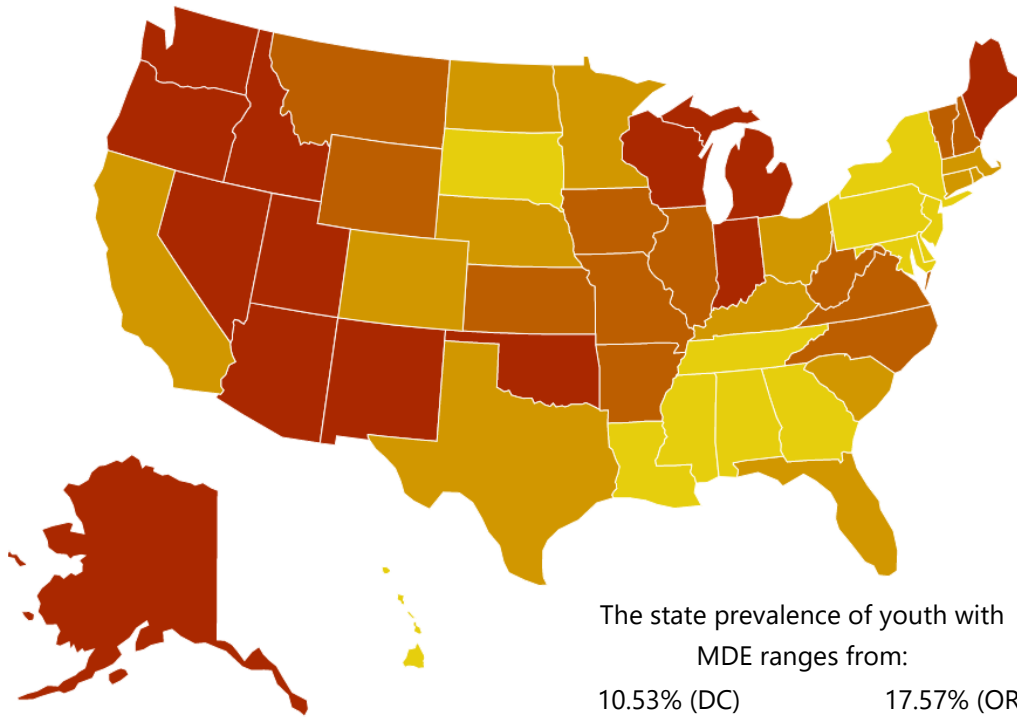 The state prevalence of youth with
MDE ranges from:
10.53% (DC) 17.57% (OR